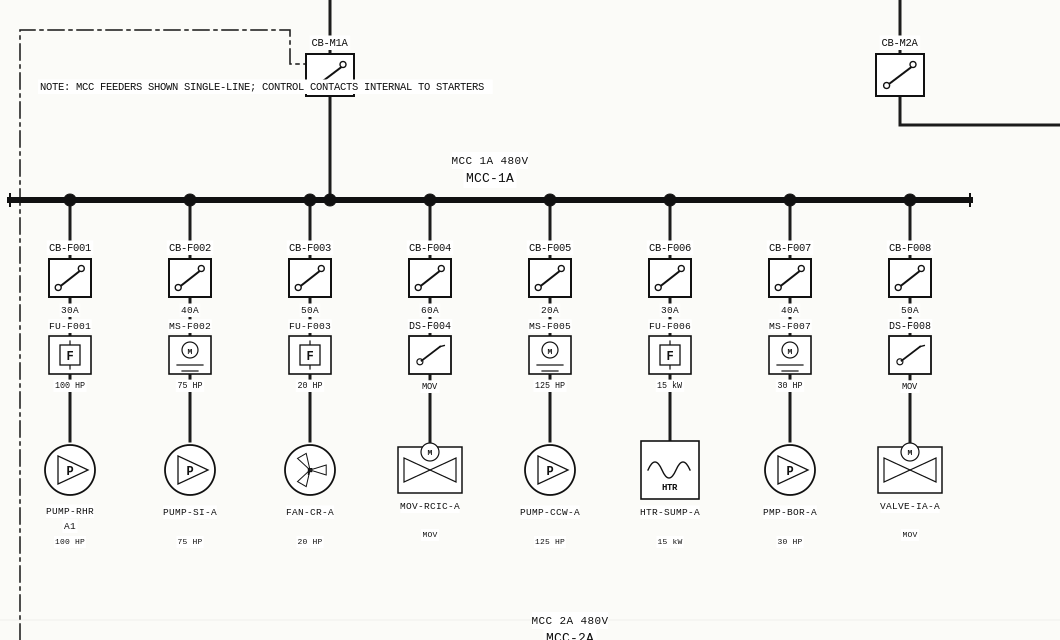 CB-M1A
CB-M2A
NOTE: MCC FEEDERS SHOWN SINGLE-LINE; CONTROL CONTACTS INTERNAL TO STARTERS
MCC 1A 480V
MCC-1A
CB-F001 CB-F002 CB-F003 CB-F004 CB-F005 CB-F006 CB-F007 CB-F008
30A 40A 50A 60A 20A 30A 40A 50A
FU-F001 MS-F002 FU-F003 DS-F004 MS-F005 FU-F006 MS-F007 DS-F008
F M F M F M
100 HP 75 HP 20 HP MOV 125 HP 15 kW 30 HP MOV
M M
P P P P
HTR
PUMP-RHR PUMP-SI-A FAN-CR-A MOV-RCIC-A PUMP-CCW-A HTR-SUMP-A PMP-BOR-A VALVE-IA-A
A1
100 HP 75 HP 20 HP MOV 125 HP 15 kW 30 HP MOV
MCC 2A 480V
MCC-2A